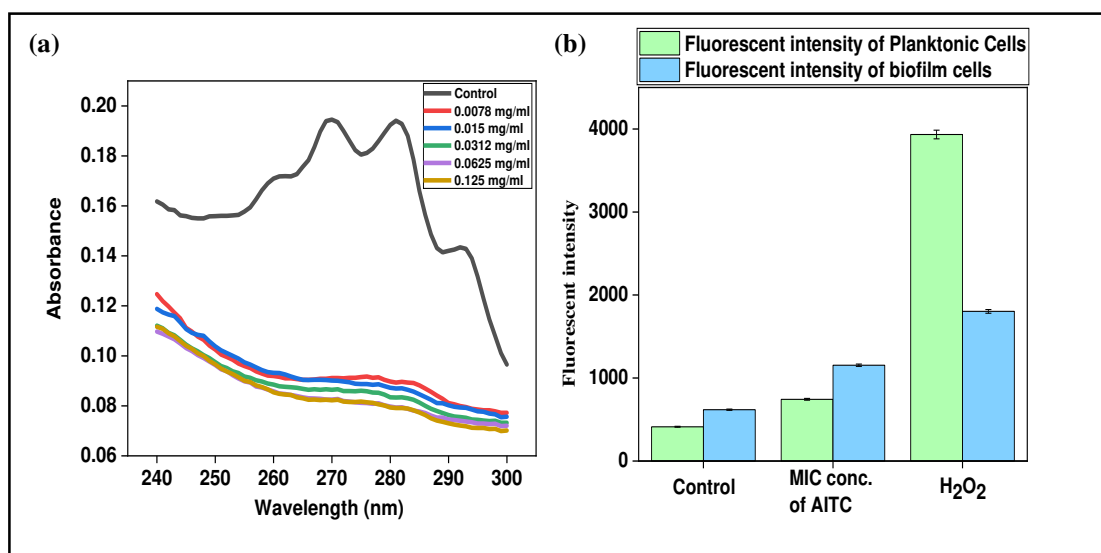 (a)
Control
0.0078 mg/ml
0.015 mg/ml
0.0312 mg/ml
0.0625 mg/ml
0.125 mg/ml
Absorbance
0.20
0.18
0.16
0.14
0.12
0.10
0.08
0.06
240 250 260 270 280 290 300
Wavelength (nm)
(b)
Fluorescent intensity of Planktonic Cells
Fluorescent intensity of biofilm cells
Fluorescent intensity
4000
3000
2000
1000
0
Control
MIC conc.
of AITC
H₂O₂